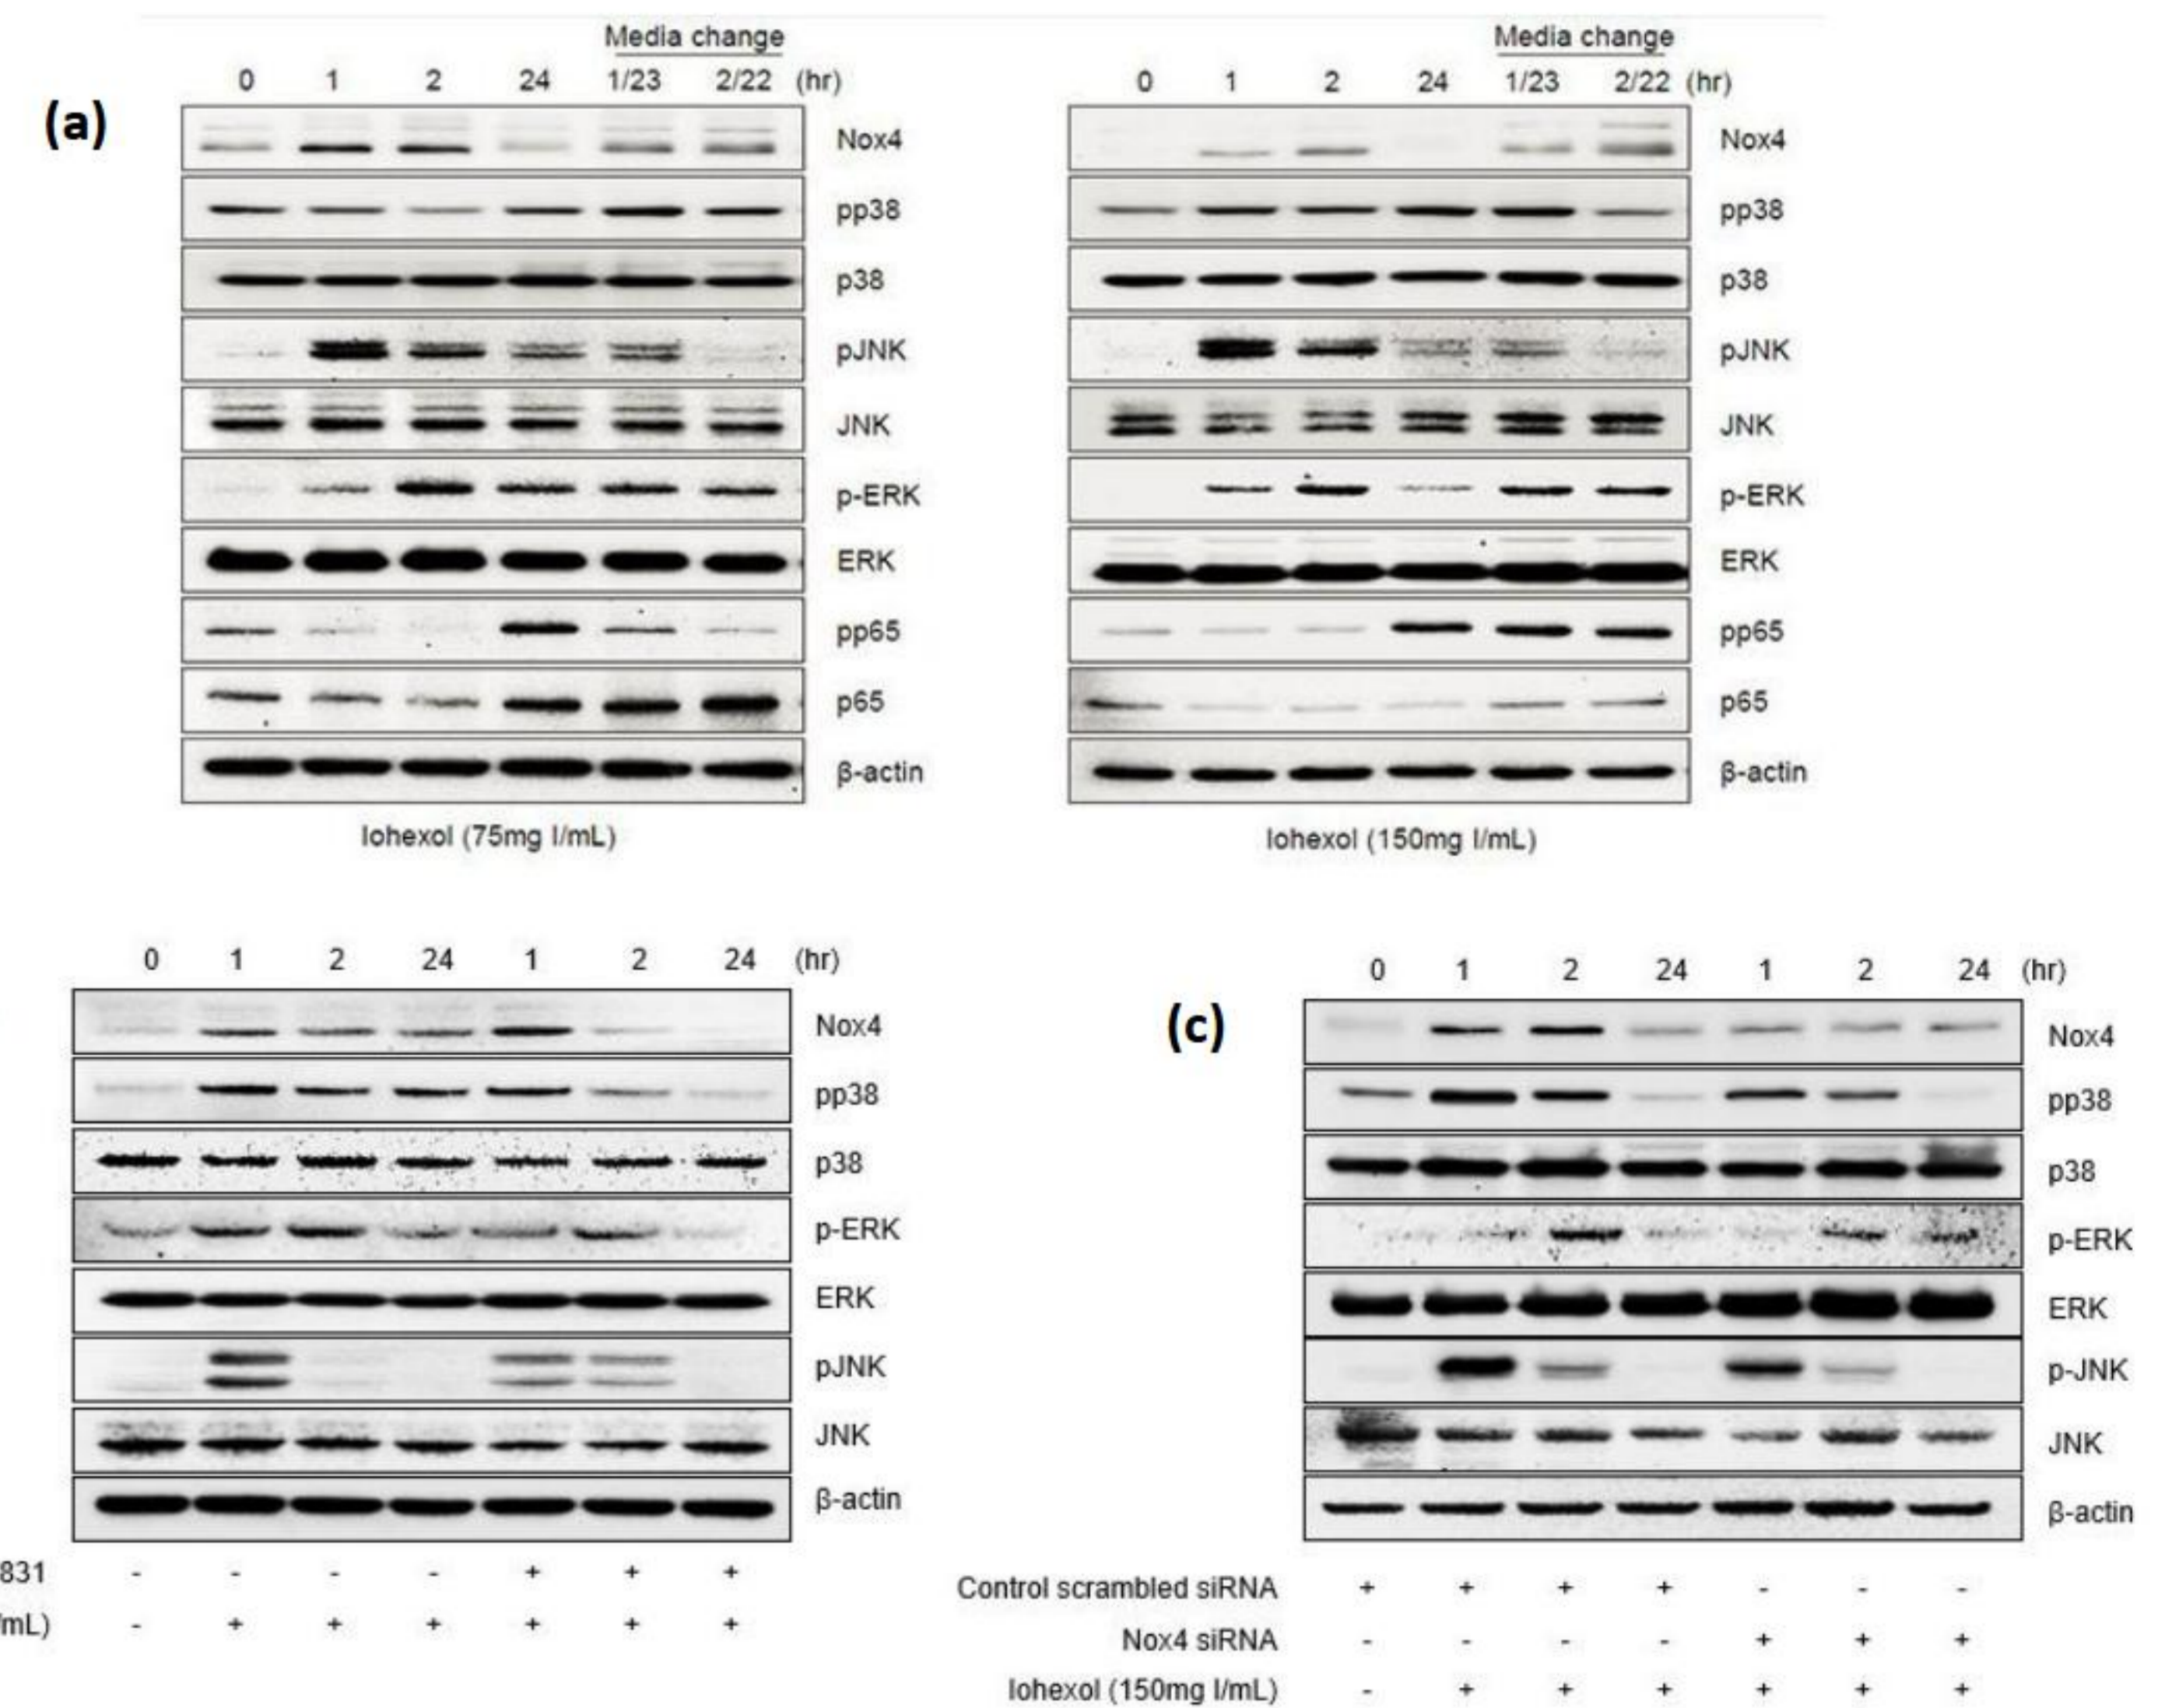 (a)
Media change
0 1 2 24 1/23 2/22 (hr)
Nox4
pp38
p38
pJNK
JNK
p-ERK
ERK
pp65
p65
β-actin
Iohexol (75mg I/mL)
Media change
0 1 2 24 1/23 2/22 (hr)
Nox4
pp38
p38
pJNK
JNK
p-ERK
ERK
pp65
p65
β-actin
Iohexol (150mg I/mL)
0 1 2 24 1 2 24 (hr)
Nox4
pp38
p38
p-ERK
ERK
pJNK
JNK
β-actin
831 - - - - + + +
/mL) - + + + + + +
(c)
0 1 2 24 1 2 24 (hr)
Nox4
pp38
p38
p-ERK
ERK
p-JNK
JNK
β-actin
Control scrambled siRNA + + + + - - -
Nox4 siRNA - - - - + + +
Iohexol (150mg I/mL) - + + + + + +